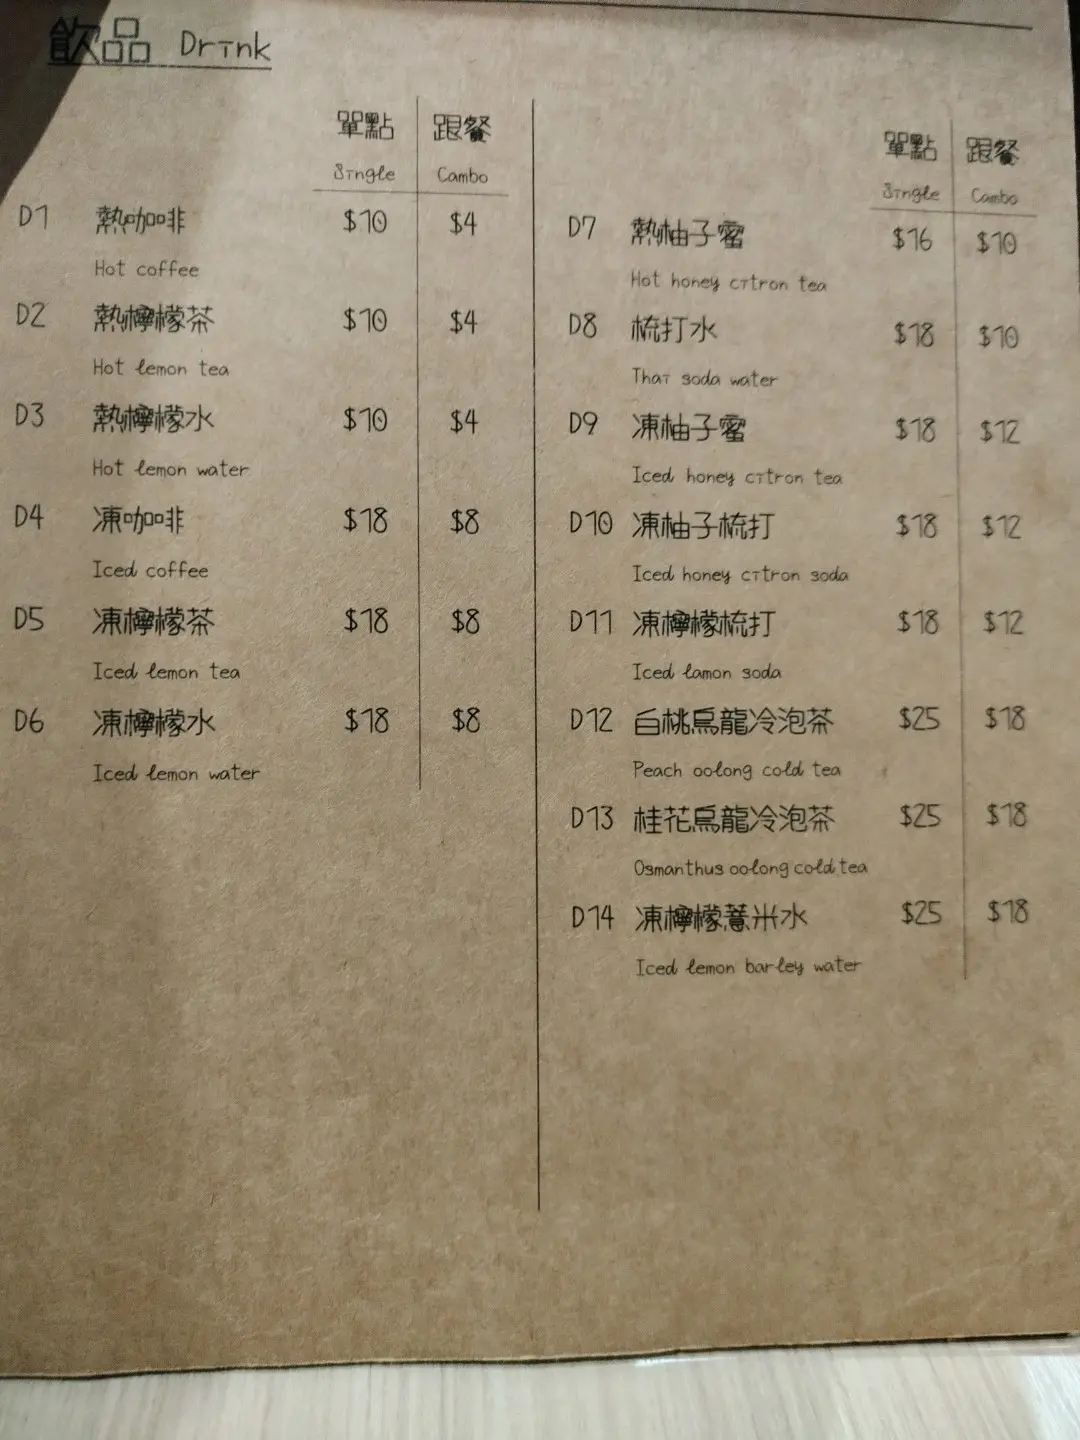 飲品 Drink
單點 跟餐
Single Cambo
D1 熱咖啡 $10 $4
Hot coffee
D2 熱檸檬茶 $10 $4
Hot lemon tea
D3 熱檸檬水 $10 $4
Hot lemon water
D4 凍咖啡 $18 $8
Iced coffee
D5 凍檸檬茶 $18 $8
Iced lemon tea
D6 凍檸檬水 $18 $8
Iced lemon water
單點 跟餐
Single Cambo
D7 熱柚子蜜 $16 $10
Hot honey citron tea
D8 梳打水 $18 $10
Thai soda water
D9 凍柚子蜜 $18 $12
Iced honey citron tea
D10 凍柚子梳打 $18 $12
Iced honey citron soda
D11 凍檸檬梳打 $18 $12
Iced lamon soda
D12 白桃烏龍冷泡茶 $25 $18
Peach oolong cold tea
D13 桂花烏龍冷泡茶 $25 $18
Osmanthus oolong cold tea
D14 凍檸檬薏米水 $25 $18
Iced lemon barley water